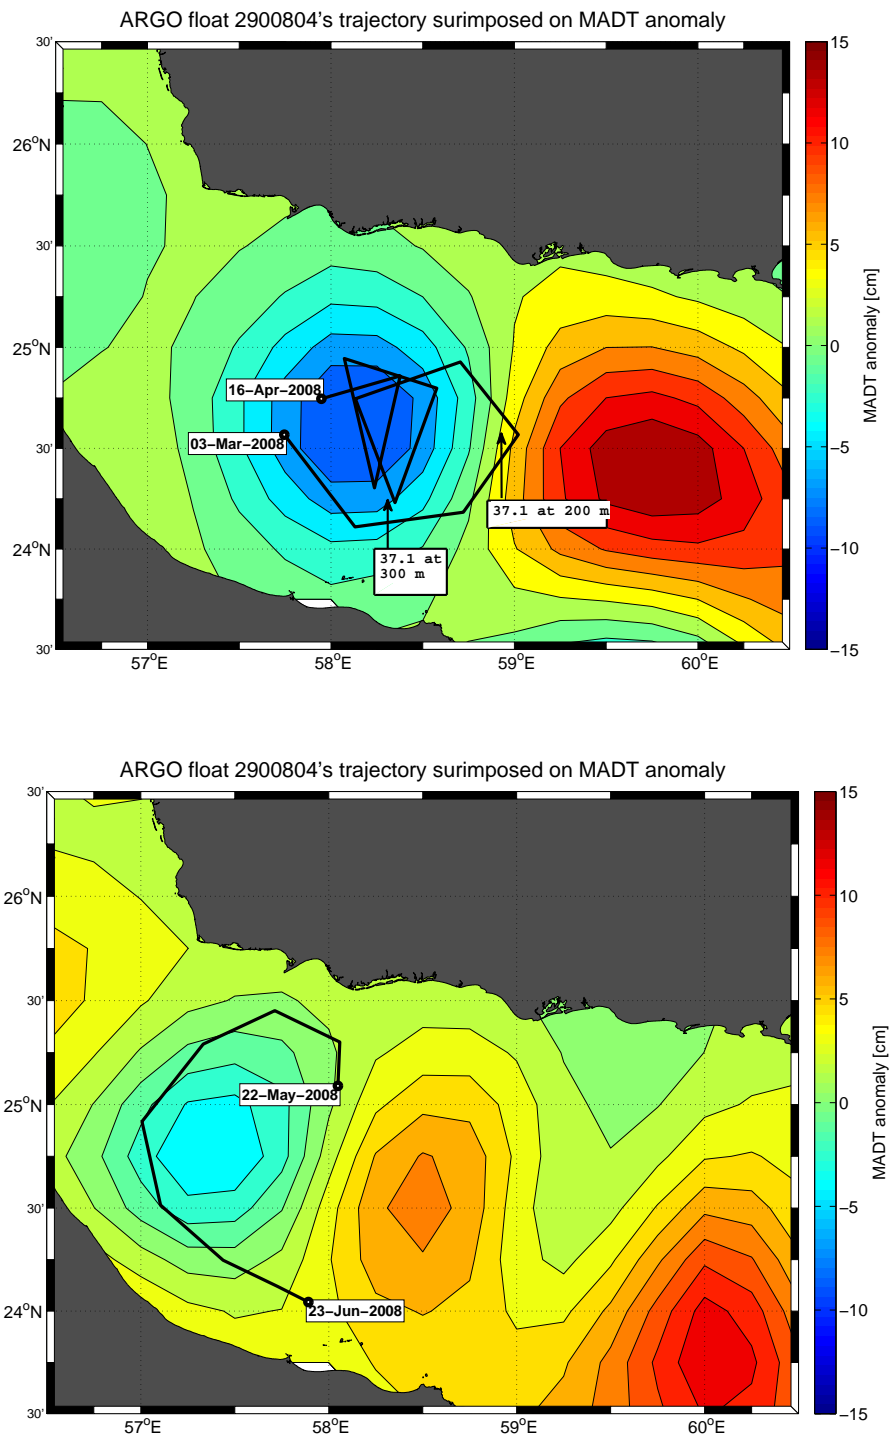 ARGO float 2900804's trajectory surimposed on MADT anomaly
30'
26°N
30'
25°N
30'
24°N
30'
57°E
58°E
59°E
60°E
16-Apr-2008
03-Mar-2008
37.1 at 200 m
37.1 at
300 m
15
10
5
0
-5
-10
-15
MADT anomaly [cm]
ARGO float 2900804's trajectory surimposed on MADT anomaly
30'
26°N
30'
25°N
30'
24°N
30'
57°E
58°E
59°E
60°E
22-May-2008
23-Jun-2008
15
10
5
0
-5
-10
-15
MADT anomaly [cm]